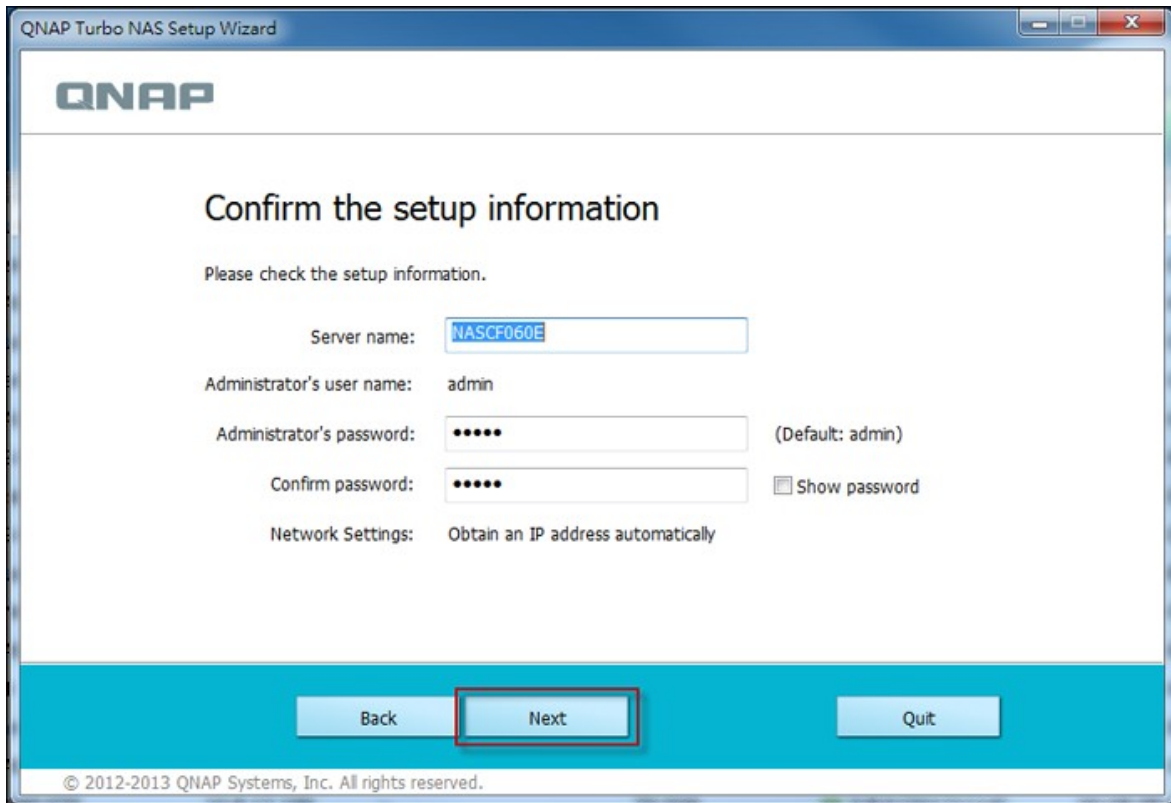 QNAP Turbo NAS Setup Wizard
QNAP
Confirm the setup information
Please check the setup information.
Server name: NASCF060E
Administrator's user name: admin
Administrator's password: ••••• (Default: admin)
Confirm password: ••••• Show password
Network Settings: Obtain an IP address automatically
Back Next Quit
© 2012-2013 QNAP Systems, Inc. All rights reserved.